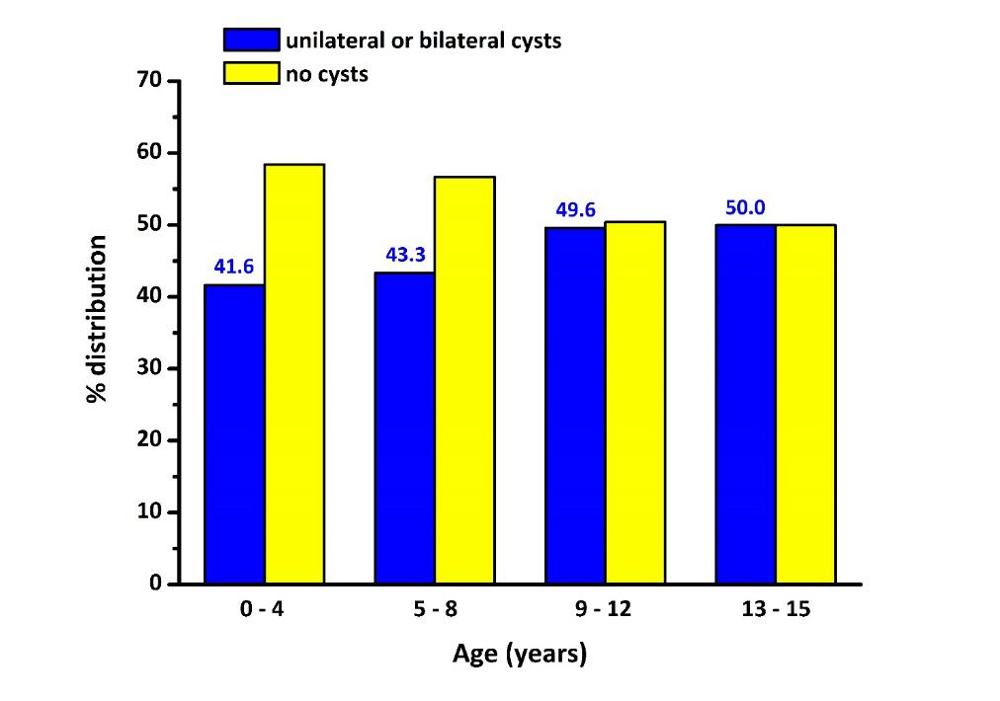 unilateral or bilateral cysts
no cysts
70
60
50
40
30
20
10
0
% distribution
41.6
43.3
49.6
50.0
0 - 4
5 - 8
9 - 12
13 - 15
Age (years)